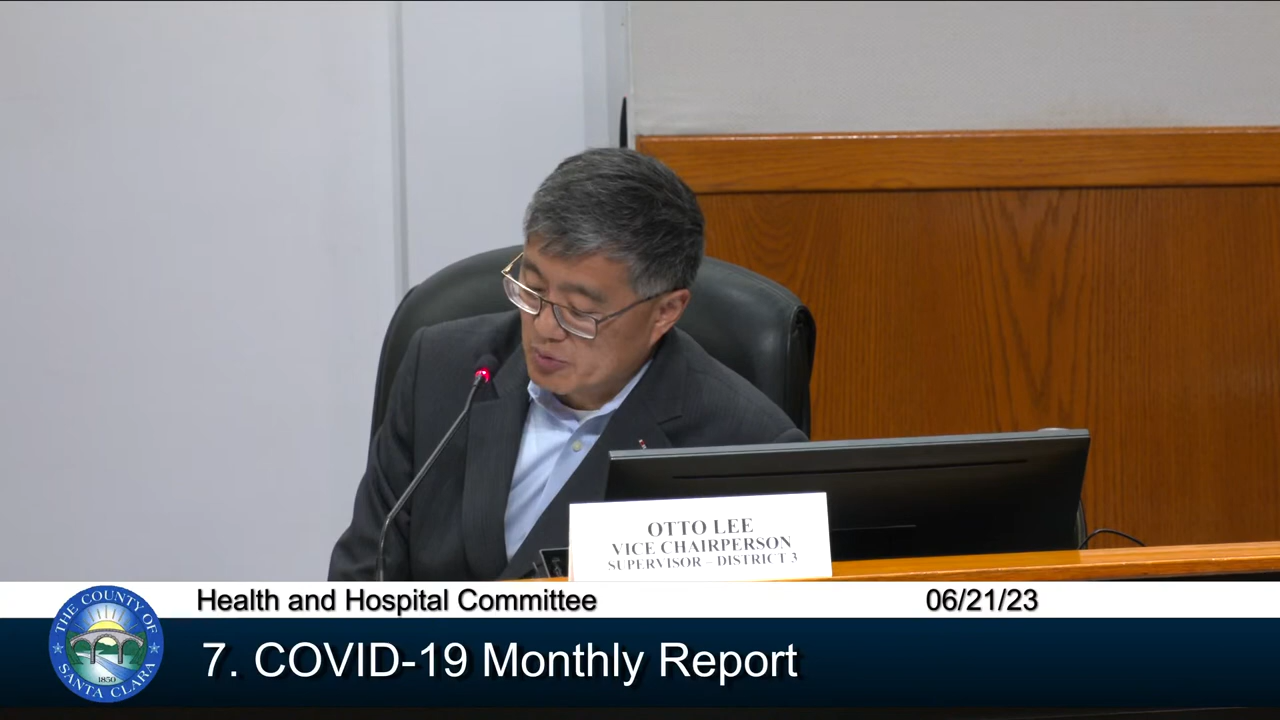 OTTO LEE
VICE CHAIRPERSON
SUPERVISOR – DISTRICT 3
Health and Hospital Committee
06/21/23
THE COUNTY OF
SANTA CLARA
1850
7. COVID-19 Monthly Report